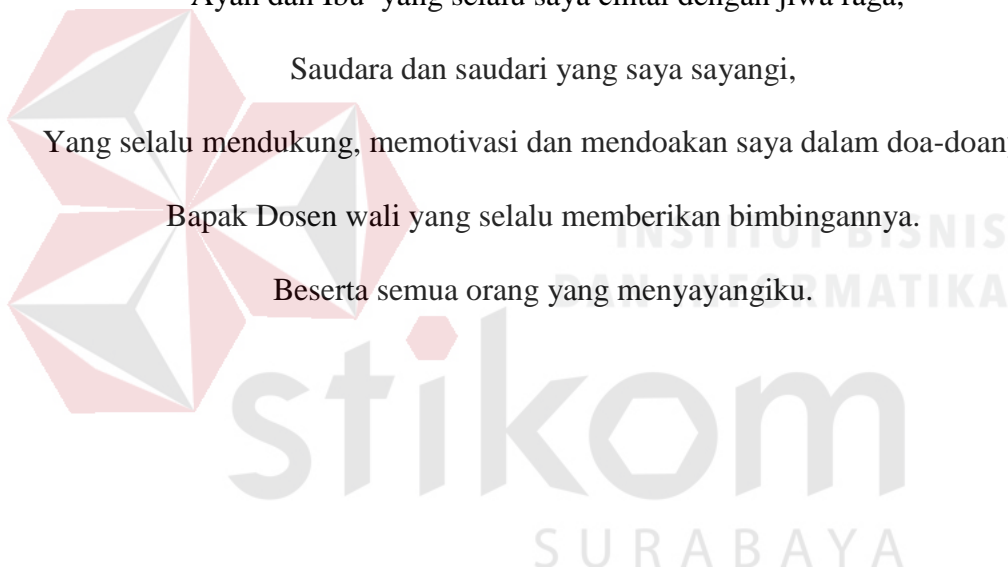 Ayah dan Ibu yang selalu saya cintai dengan jiwa raga,
Saudara dan saudari yang saya sayangi,
Yang selalu mendukung, memotivasi dan mendoakan saya dalam doa-doan
Bapak Dosen wali yang selalu memberikan bimbingannya.
INSTITUT BISNIS
Beserta semua orang yang menyayangiku.
DAN INFORMATIKA
stikom
SURABAYA